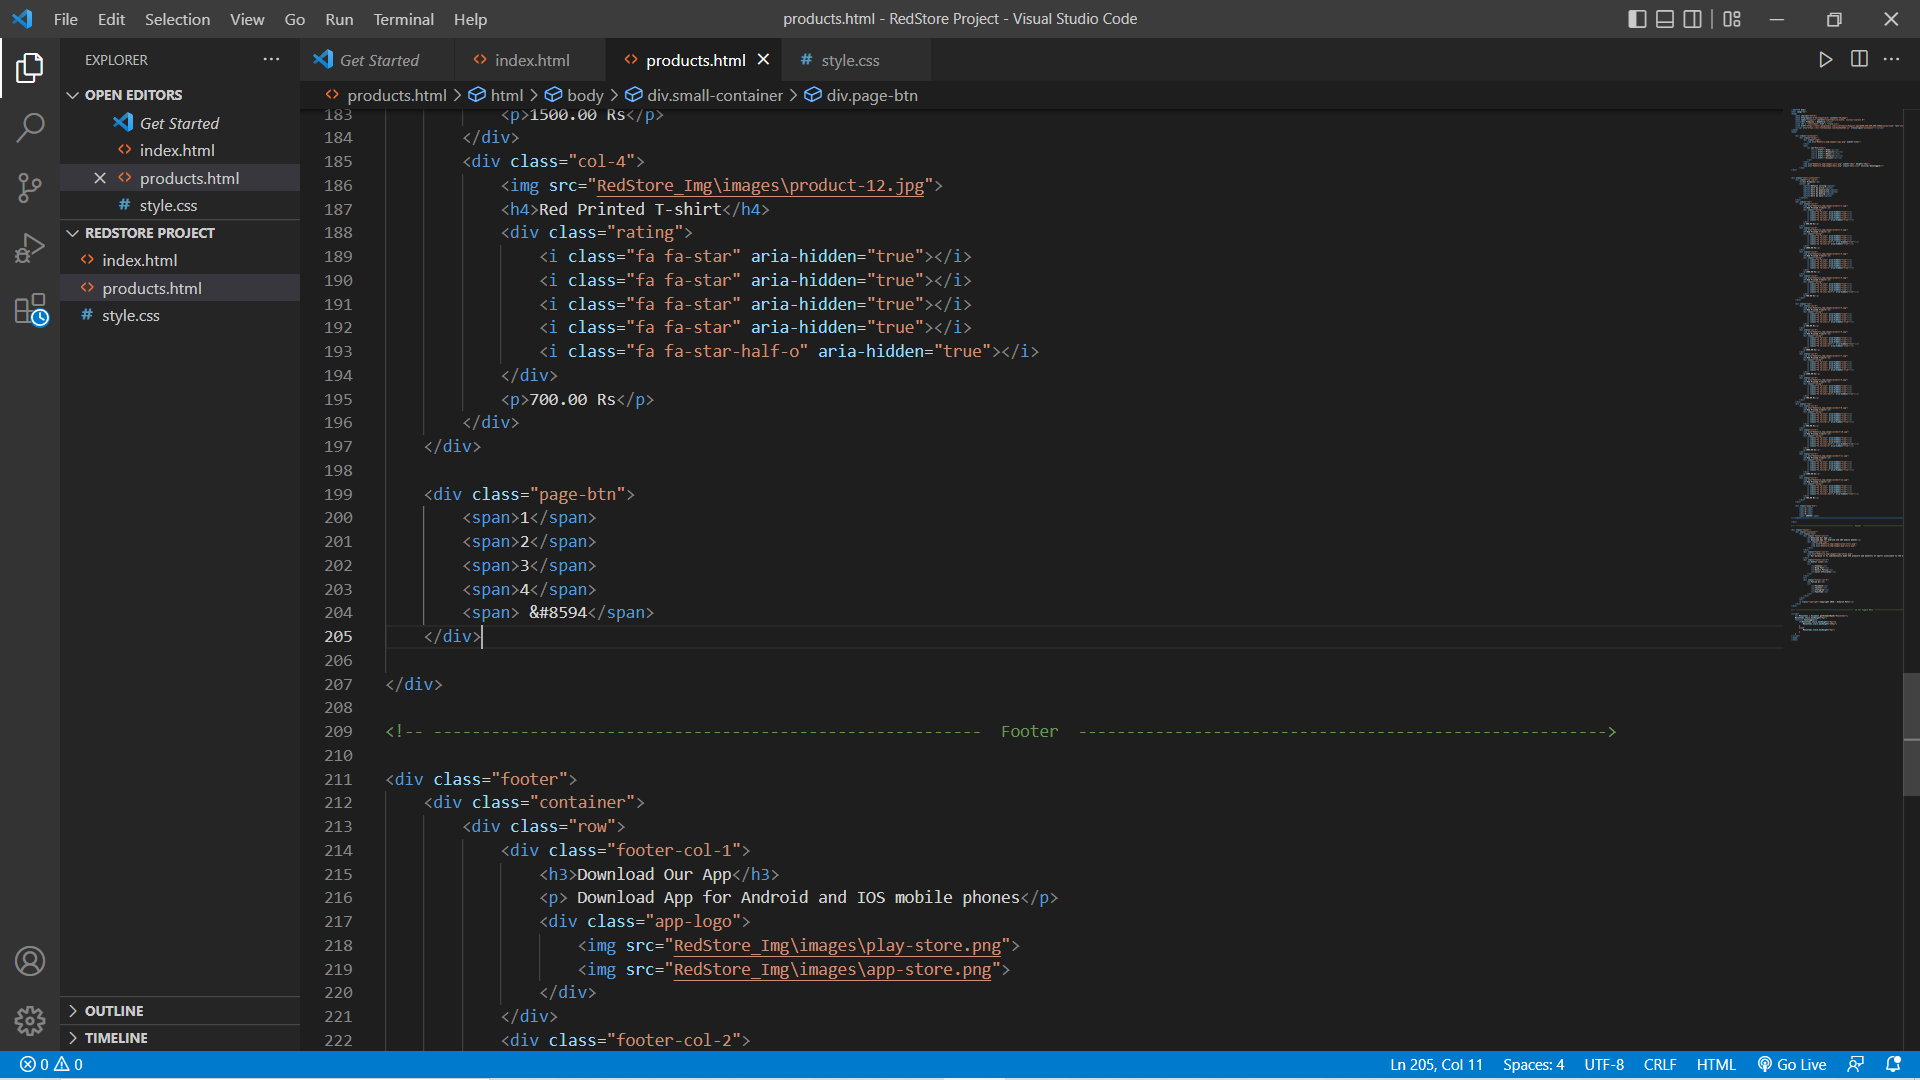 File Edit Selection View Go Run Terminal Help
products.html - RedStore Project - Visual Studio Code
EXPLORER
Get Started
index.html
products.html
style.css
OPEN EDITORS
products.html > html > body > div.small-container > div.page-btn
Get Started
index.html
products.html
style.css
REDSTORE PROJECT
index.html
products.html
style.css
183 <p>1500.00 Rs</p>
184 </div>
185 <div class="col-4">
186 <img src="RedStore_Img\images\product-12.jpg">
187 <h4>Red Printed T-shirt</h4>
188 <div class="rating">
189 <i class="fa fa-star" aria-hidden="true"></i>
190 <i class="fa fa-star" aria-hidden="true"></i>
191 <i class="fa fa-star" aria-hidden="true"></i>
192 <i class="fa fa-star" aria-hidden="true"></i>
193 <i class="fa fa-star-half-o" aria-hidden="true"></i>
194 </div>
195 <p>700.00 Rs</p>
196 </div>
197 </div>
198
199 <div class="page-btn">
200 <span>1</span>
201 <span>2</span>
202 <span>3</span>
203 <span>4</span>
204 <span> &#8594</span>
205 </div>
206
207 </div>
208
209 <!-- --------------------------------------------------------- Footer ------------------------------------------------------->
210
211 <div class="footer">
212 <div class="container">
213 <div class="row">
214 <div class="footer-col-1">
215 <h3>Download Our App</h3>
216 <p> Download App for Android and IOS mobile phones</p>
217 <div class="app-logo">
218 <img src="RedStore_Img\images\play-store.png">
219 <img src="RedStore_Img\images\app-store.png">
220 </div>
221 </div>
222 <div class="footer-col-2">
OUTLINE
TIMELINE
0 0
Ln 205, Col 11 Spaces: 4 UTF-8 CRLF HTML Go Live